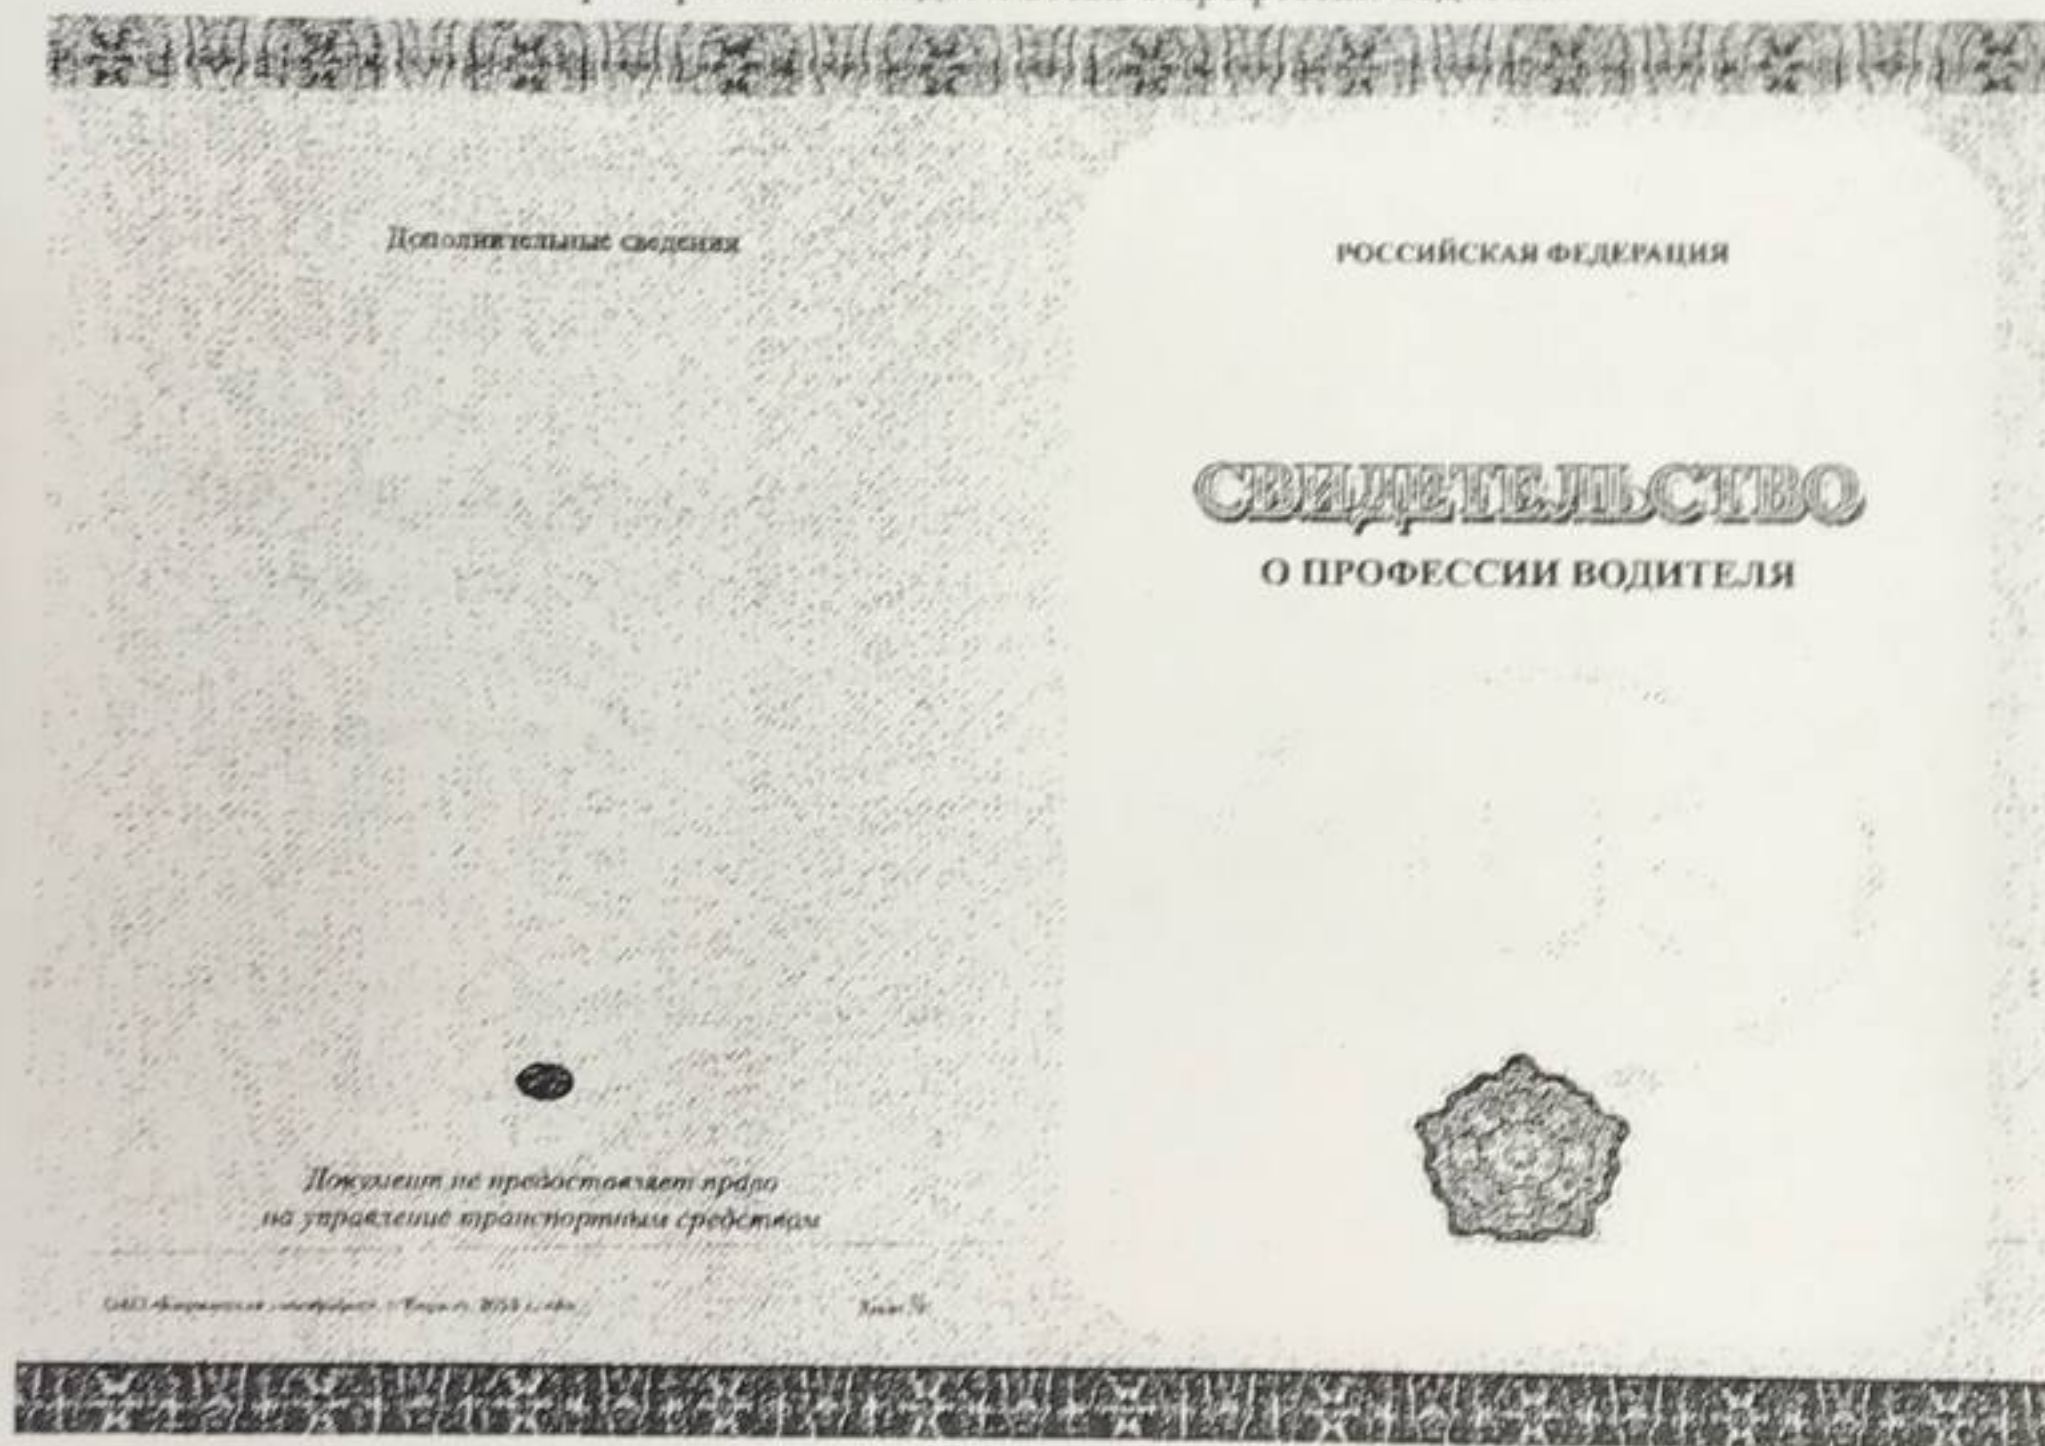 Дополнительные сведения
Документ не предоставляет право
на управление транспортным средством
РОССИЙСКАЯ ФЕДЕРАЦИЯ
СВИДЕТЕЛЬСТВО
О ПРОФЕССИИ ВОДИТЕЛЯ